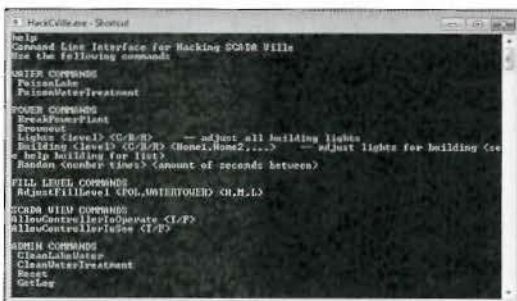 HackCVille.exe - Shortcut
help
Command Line Interface for Hacking SCADA Ville
Use the following commands
WATER COMMANDS
PoisonLake
PoisonWaterTreatment
POWER COMMANDS
BreakPowerPlant
Brownout
Lights <level> <C/R/M> -- adjust all building lights
Building <level> <C/R/M> <Home1,Home2,...> -- adjust lights for building <se
e help building for list>
Random <number times> <amount of seconds between>
FILL LEVEL COMMANDS
AdjustFillLevel <POL,WATERTOWER> <H,M,L>
SCADA VIEW COMMANDS
AllowControllerToOperate <T/F>
AllowControllerToSee <T/F>
ADMIN COMMANDS
CleanLakeWater
CleanWaterTreatment
Reset
GetLog